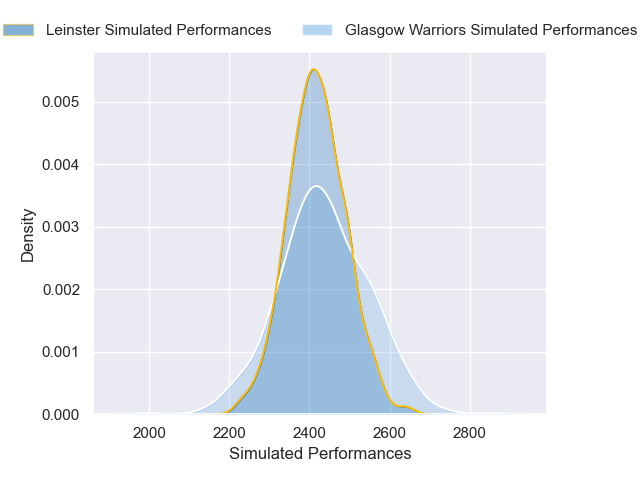 Leinster Simulated Performances Glasgow Warriors Simulated Performances
0.005
0.004
0.003
0.002
0.001
0.000
Density
2000 2200 2400 2600 2800
Simulated Performances